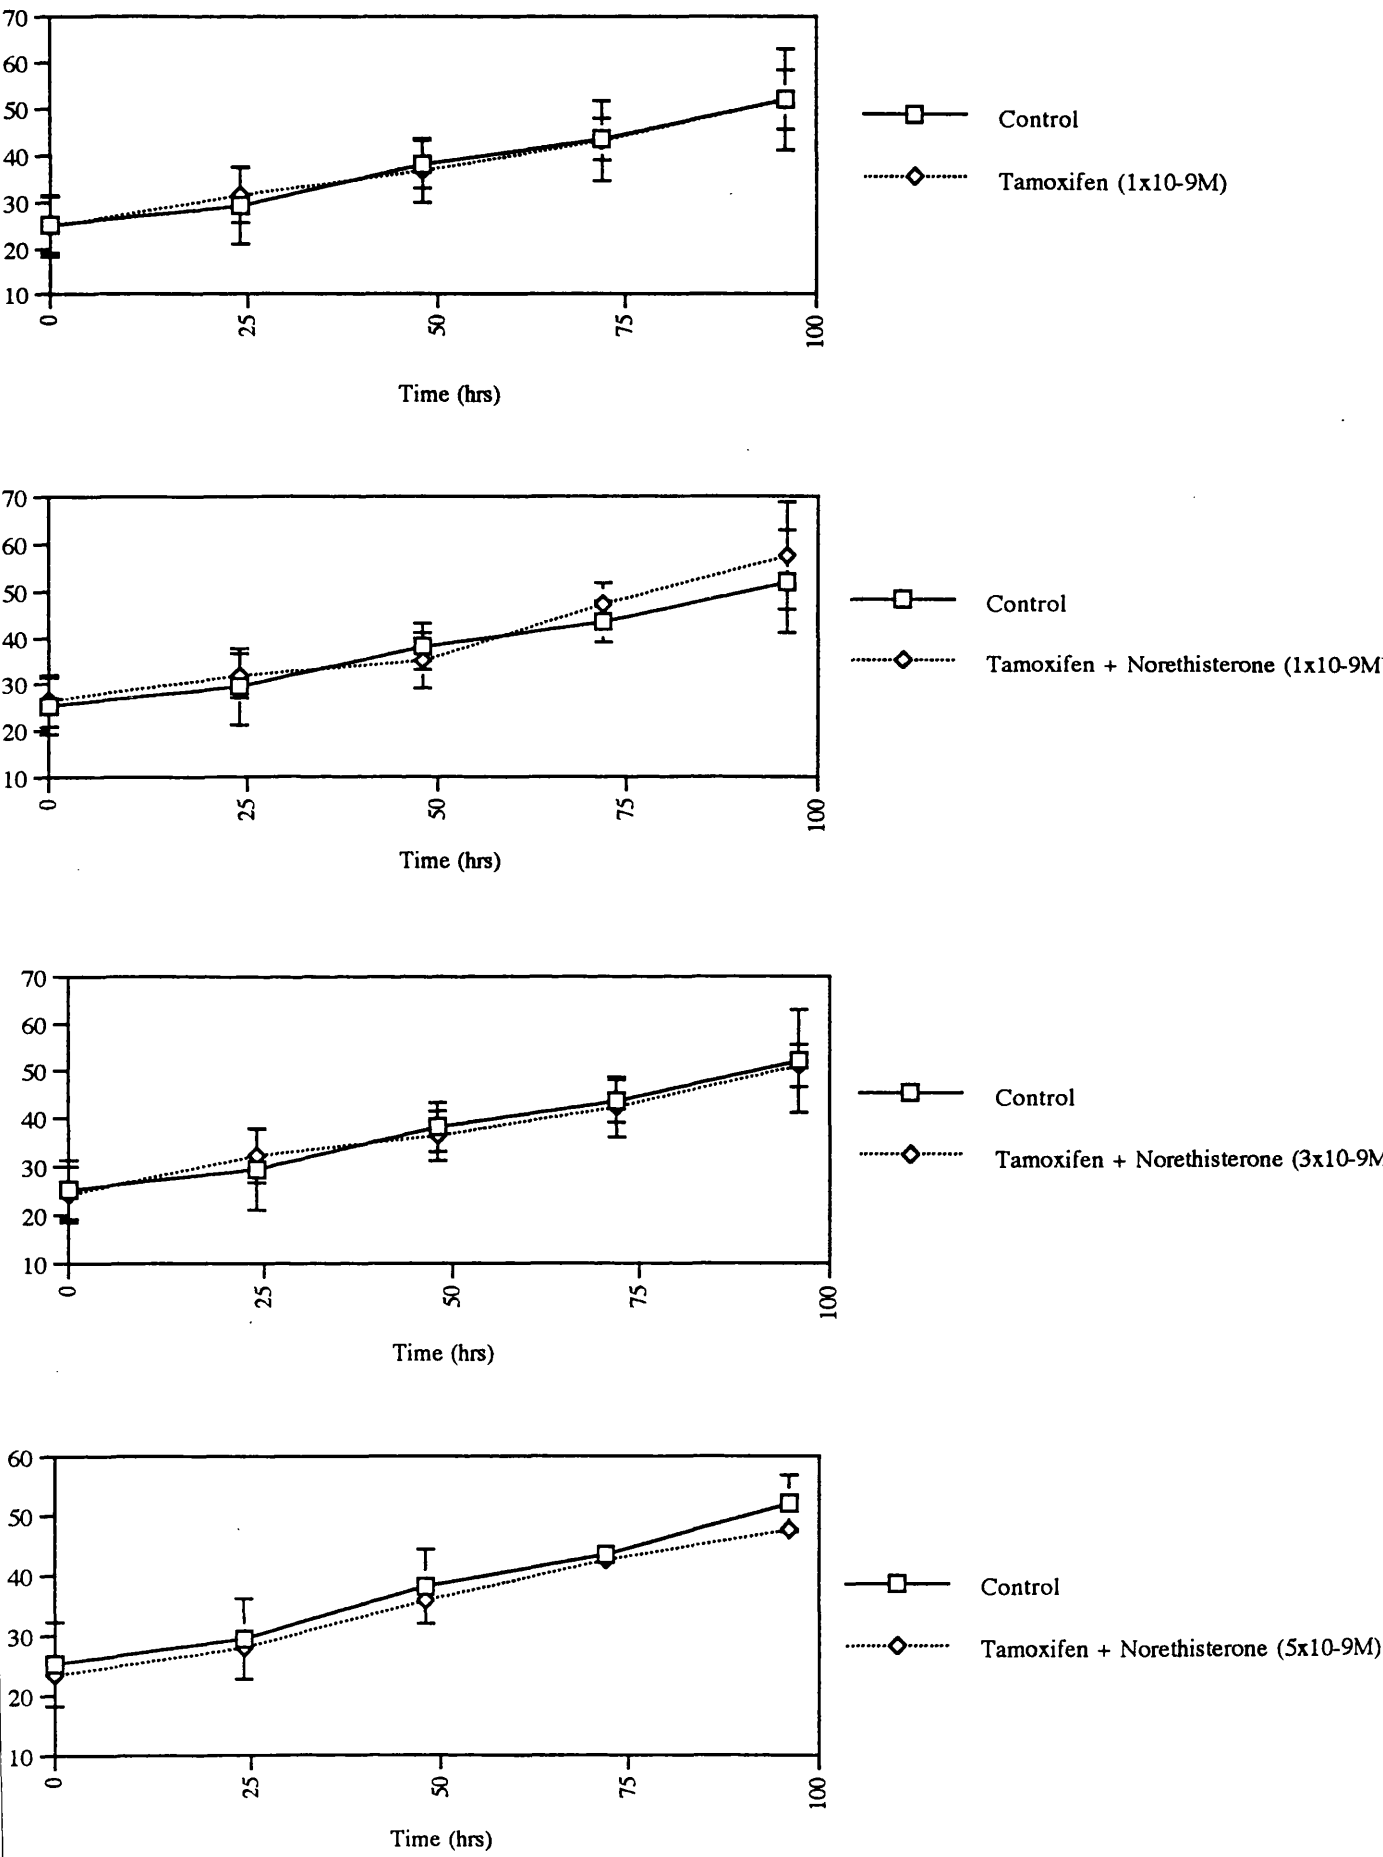 70
60
50
40
30
20
10
0 25 50 75 100
Time (hrs)
Control
Tamoxifen (1x10-9M)
70
60
50
40
30
20
10
0 25 50 75 100
Time (hrs)
Control
Tamoxifen + Norethisterone (1x10-9M
70
60
50
40
30
20
10
0 25 50 75 100
Time (hrs)
Control
Tamoxifen + Norethisterone (3x10-9M
60
50
40
30
20
10
0 25 50 75 100
Time (hrs)
Control
Tamoxifen + Norethisterone (5x10-9M)